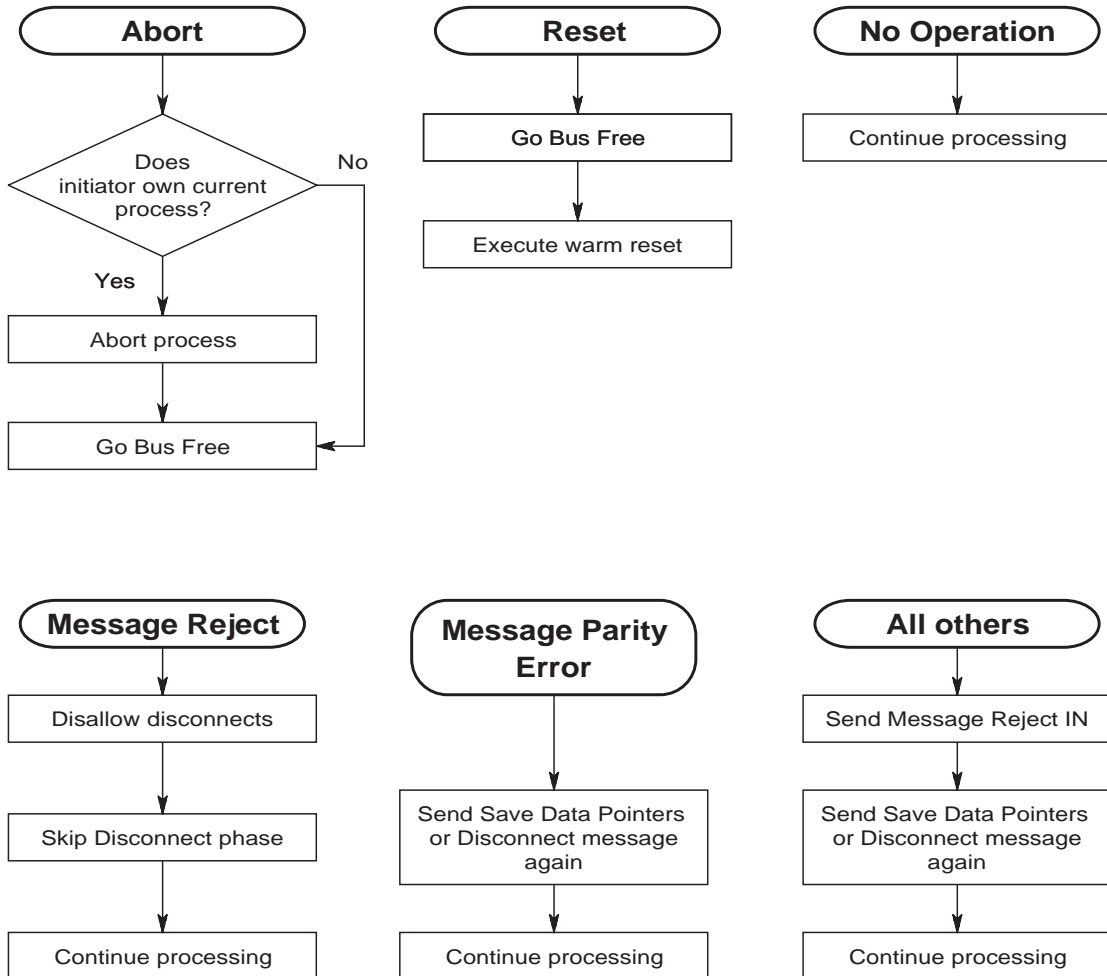 Abort
Does
initiator own current
process?
No
Yes
Abort process
Go Bus Free
Reset
Go Bus Free
Execute warm reset
No Operation
Continue processing
Message Reject
Disallow disconnects
Skip Disconnect phase
Continue processing
Message Parity
Error
Send Save Data Pointers
or Disconnect message
again
Continue processing
All others
Send Message Reject IN
Send Save Data Pointers
or Disconnect message
again
Continue processing